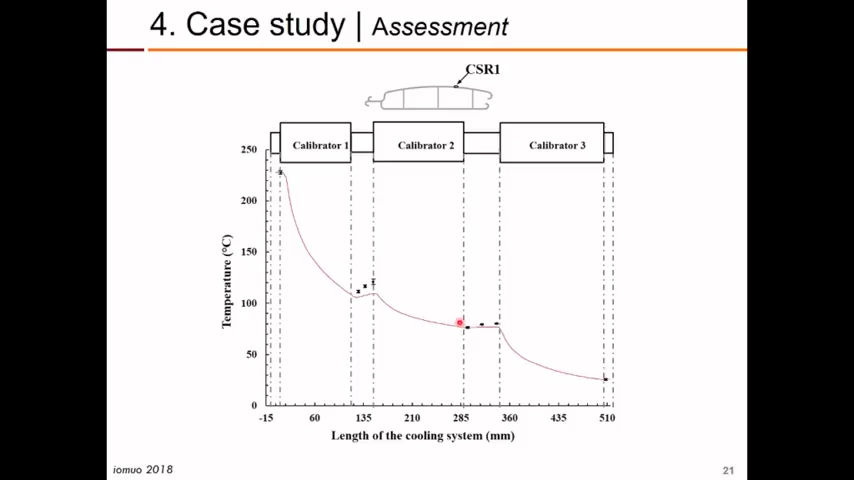 4. Case study | Assessment
CSR1
Calibrator 1
Calibrator 2
Calibrator 3
250
200
150
100
50
0
Temperature (°C)
-15 60 135 210 285 360 435 510
Length of the cooling system (mm)
iomuo 2018
21